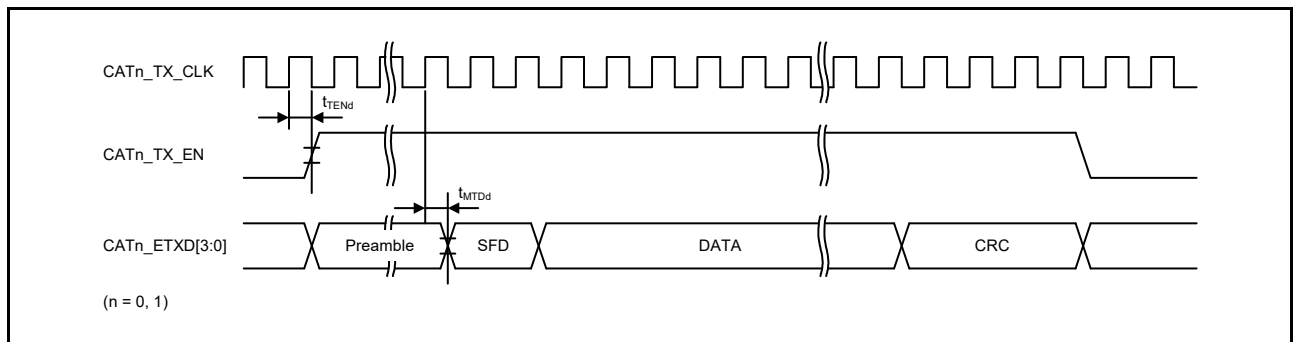 CATn_TX_CLK
tTENd
CATn_TX_EN
tMTDd
CATn_ETXD[3:0] Preamble SFD DATA CRC
(n = 0, 1)